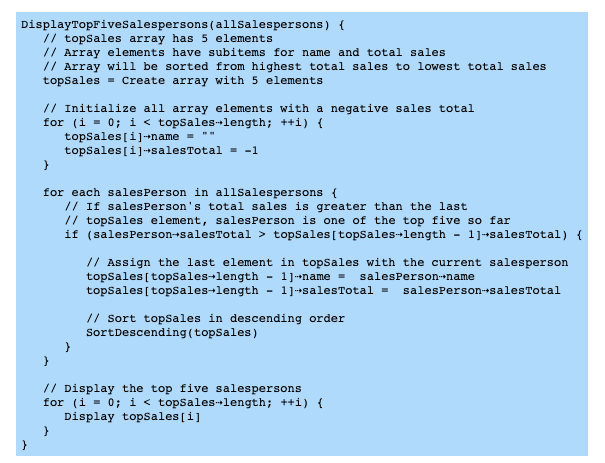 DisplayTopFiveSalespersons(allSalespersons) {
   // topSales array has 5 elements
   // Array elements have subitems for name and total sales
   // Array will be sorted from highest total sales to lowest total sales
   topSales = Create array with 5 elements

   // Initialize all array elements with a negative sales total
   for (i = 0; i < topSales→length; ++i) {
      topSales[i]→name = ""
      topSales[i]→salesTotal = -1
   }

   for each salesPerson in allSalespersons {
      // If salesPerson's total sales is greater than the last
      // topSales element, salesPerson is one of the top five so far
      if (salesPerson→salesTotal > topSales[topSales→length - 1]→salesTotal) {

         // Assign the last element in topSales with the current salesperson
         topSales[topSales→length - 1]→name =  salesPerson→name
         topSales[topSales→length - 1]→salesTotal =  salesPerson→salesTotal

         // Sort topSales in descending order
         SortDescending(topSales)
      }
   }

   // Display the top five salespersons
   for (i = 0; i < topSales→length; ++i) {
      Display topSales[i]
   }
}